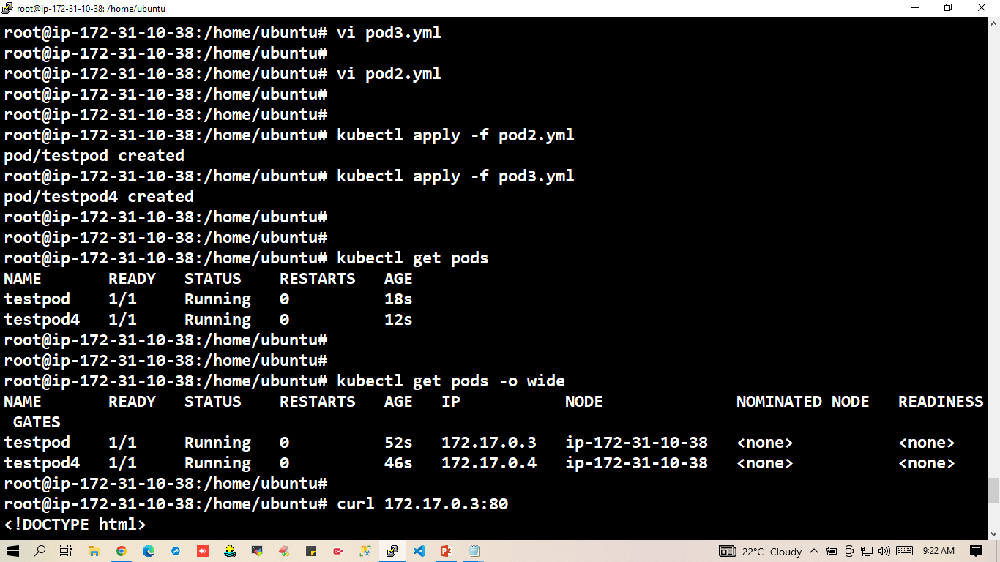 root@ip-172-31-10-38: /home/ubuntu
root@ip-172-31-10-38:/home/ubuntu# vi pod3.yml
root@ip-172-31-10-38:/home/ubuntu#
root@ip-172-31-10-38:/home/ubuntu# vi pod2.yml
root@ip-172-31-10-38:/home/ubuntu#
root@ip-172-31-10-38:/home/ubuntu#
root@ip-172-31-10-38:/home/ubuntu# kubectl apply -f pod2.yml
pod/testpod created
root@ip-172-31-10-38:/home/ubuntu# kubectl apply -f pod3.yml
pod/testpod4 created
root@ip-172-31-10-38:/home/ubuntu#
root@ip-172-31-10-38:/home/ubuntu#
root@ip-172-31-10-38:/home/ubuntu# kubectl get pods
NAME       READY   STATUS    RESTARTS   AGE
testpod    1/1     Running   0          18s
testpod4   1/1     Running   0          12s
root@ip-172-31-10-38:/home/ubuntu#
root@ip-172-31-10-38:/home/ubuntu#
root@ip-172-31-10-38:/home/ubuntu# kubectl get pods -o wide
NAME       READY   STATUS    RESTARTS   AGE   IP           NODE              NOMINATED NODE   READINESS
 GATES
testpod    1/1     Running   0          52s   172.17.0.3   ip-172-31-10-38   <none>           <none>
testpod4   1/1     Running   0          46s   172.17.0.4   ip-172-31-10-38   <none>           <none>
root@ip-172-31-10-38:/home/ubuntu#
root@ip-172-31-10-38:/home/ubuntu# curl 172.17.0.3:80
<!DOCTYPE html>
22°C Cloudy 9:22 AM